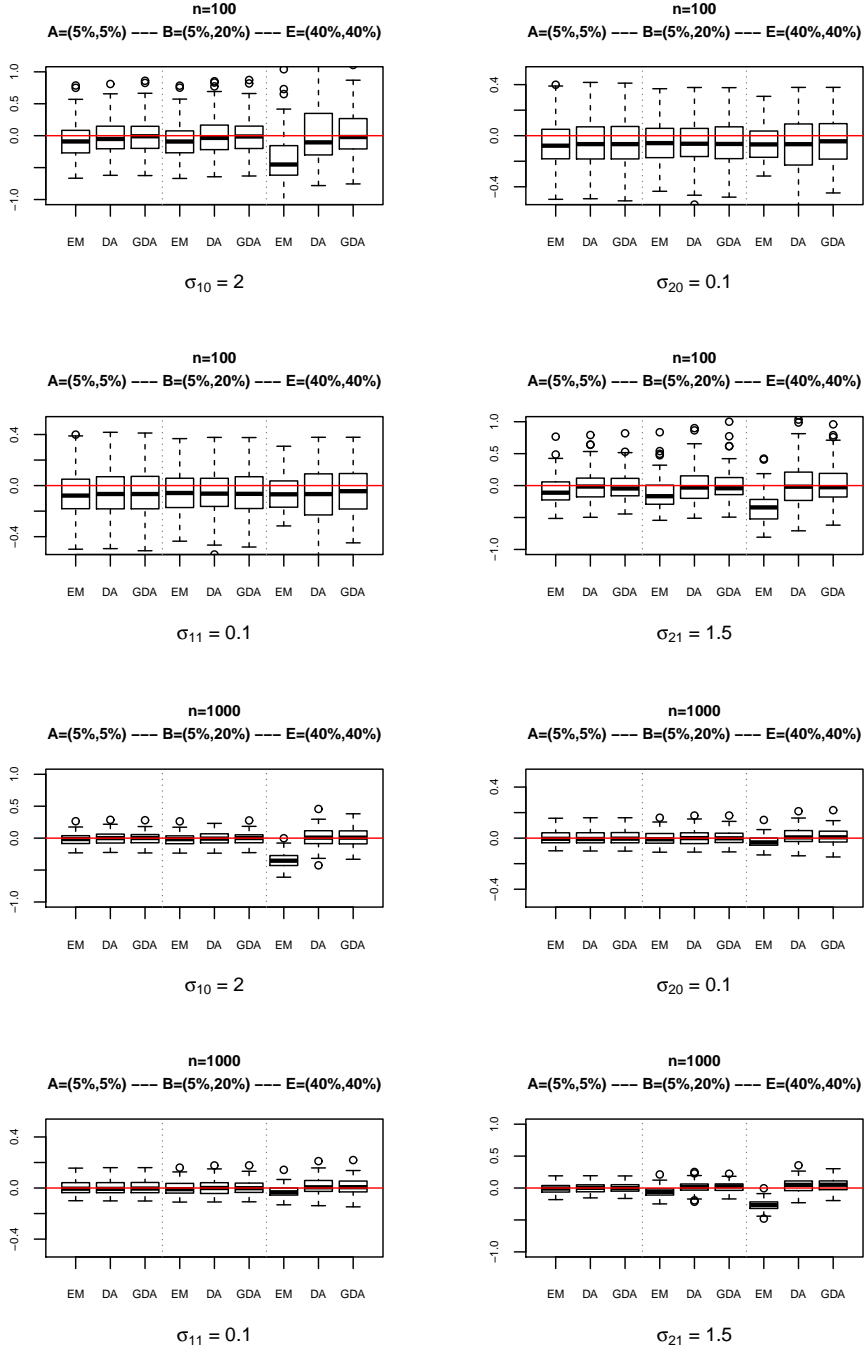 n=100
A=(5%,5%) --- B=(5%,20%) --- E=(40%,40%)
1.0
0.5
0.0
-1.0
EM DA GDA EM DA GDA EM DA GDA
σ10 = 2
n=100
A=(5%,5%) --- B=(5%,20%) --- E=(40%,40%)
0.4
0.0
-0.4
EM DA GDA EM DA GDA EM DA GDA
σ20 = 0.1
n=100
A=(5%,5%) --- B=(5%,20%) --- E=(40%,40%)
0.4
0.0
-0.4
EM DA GDA EM DA GDA EM DA GDA
σ11 = 0.1
n=100
A=(5%,5%) --- B=(5%,20%) --- E=(40%,40%)
1.0
0.5
0.0
-1.0
EM DA GDA EM DA GDA EM DA GDA
σ21 = 1.5
n=1000
A=(5%,5%) --- B=(5%,20%) --- E=(40%,40%)
1.0
0.5
0.0
-1.0
EM DA GDA EM DA GDA EM DA GDA
σ10 = 2
n=1000
A=(5%,5%) --- B=(5%,20%) --- E=(40%,40%)
0.4
0.0
-0.4
EM DA GDA EM DA GDA EM DA GDA
σ20 = 0.1
n=1000
A=(5%,5%) --- B=(5%,20%) --- E=(40%,40%)
0.4
0.0
-0.4
EM DA GDA EM DA GDA EM DA GDA
σ11 = 0.1
n=1000
A=(5%,5%) --- B=(5%,20%) --- E=(40%,40%)
1.0
0.5
0.0
-1.0
EM DA GDA EM DA GDA EM DA GDA
σ21 = 1.5